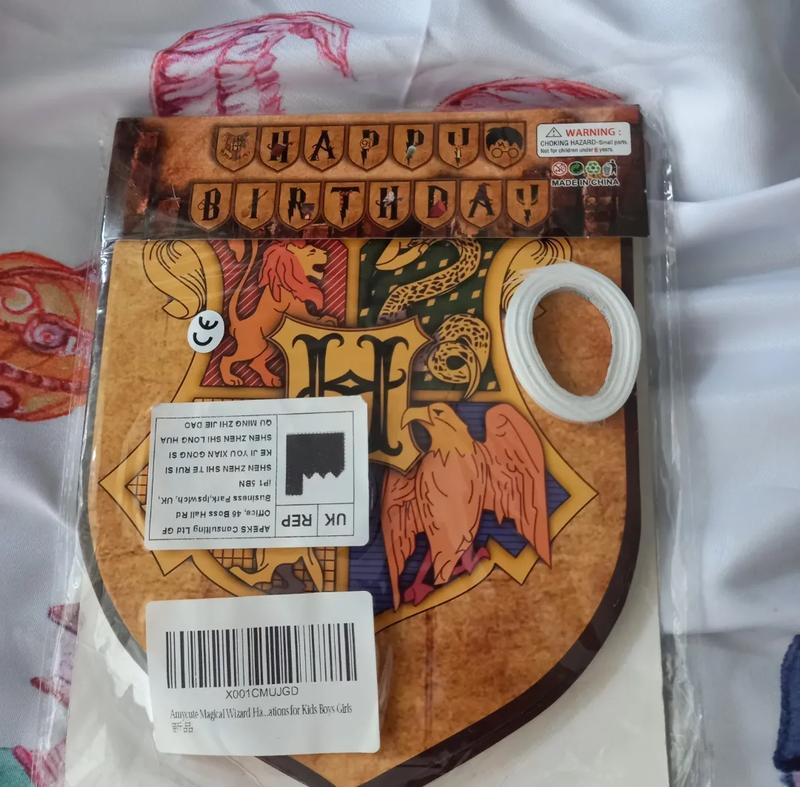 HAPPY
BIRTHDAY
WARNING :
CHOKING HAZARD-Small parts.
Not for children under 6 years.
MADE IN CHINA
CE
H
UK REP
APEKS Consulting Ltd GF
Office, 46 Boss Hall Rd
Business Park,Ipswich, UK,
iP1 5BN
SHEN ZHEN SHI TE RUI SI
KE JI YOU XIAN GONG SI
SHEN ZHEN SHI LONG HUA
QU MING ZHI JIE DAO
X001CMUJGD
Amycute Magical Wizard Ha...ations for Kids Boys Girls
新品